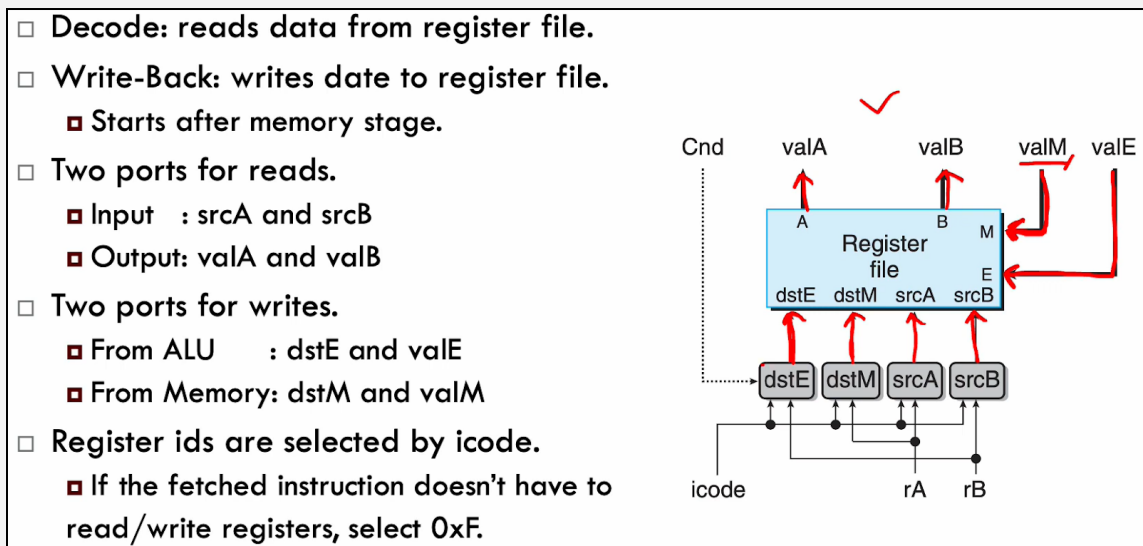 Decode: reads data from register file.
Write-Back: writes date to register file.
Starts after memory stage.
Two ports for reads.
Input : srcA and srcB
Output: valA and valB
Two ports for writes.
From ALU : dstE and valE
From Memory: dstM and valM
Register ids are selected by icode.
If the fetched instruction doesn't have to
read/write registers, select 0xF.
Cnd valA valB valM valE
A B M
Register
file
E
dstE dstM srcA srcB
dstE dstM srcA srcB
icode rA rB